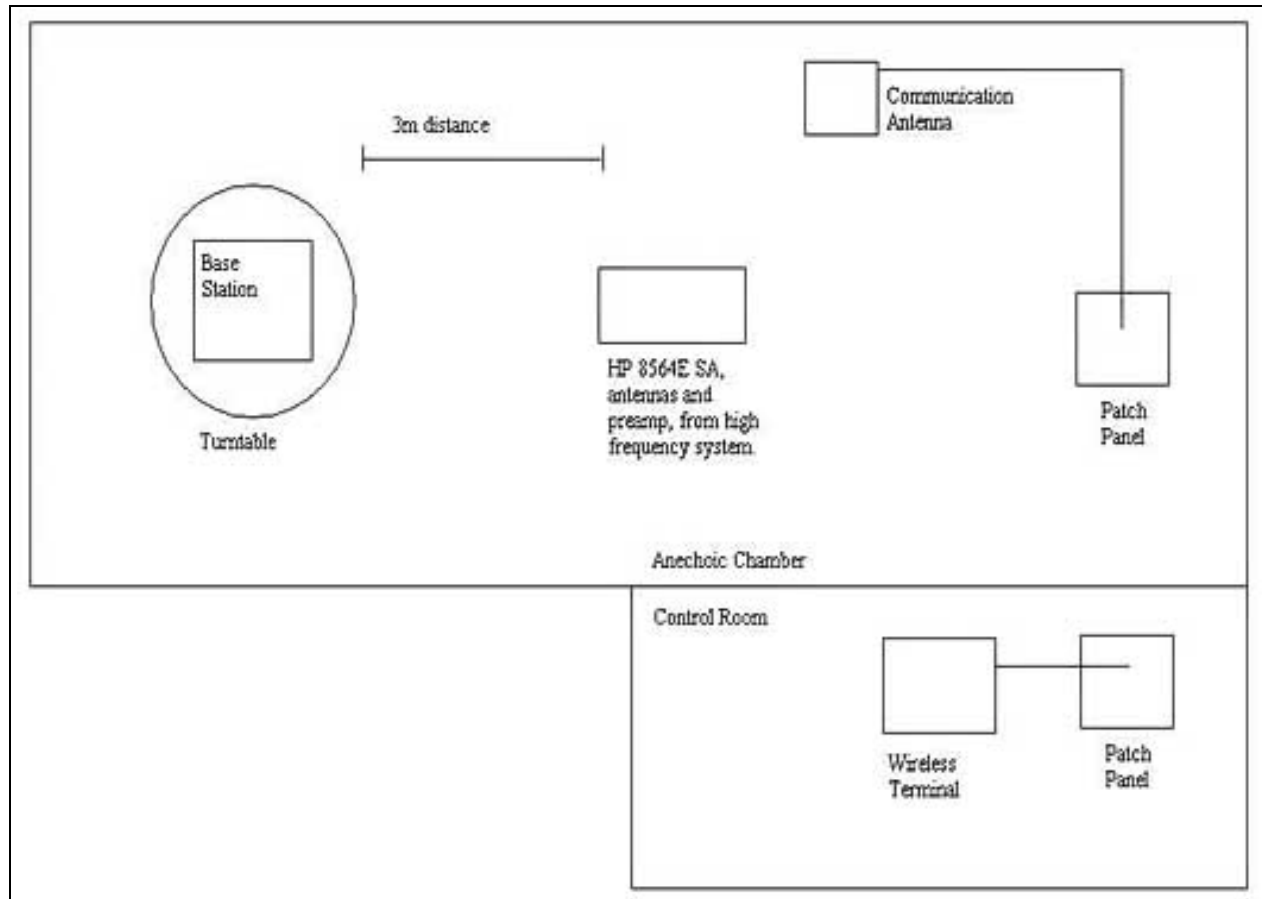 Communication
Antenna
3m distance
Base
Station
HP 8564E SA,
antennas and
preamp, from high
frequency system.
Turntable
Patch
Panel
Anechoic Chamber
Control Room
Wireless
Terminal
Patch
Panel